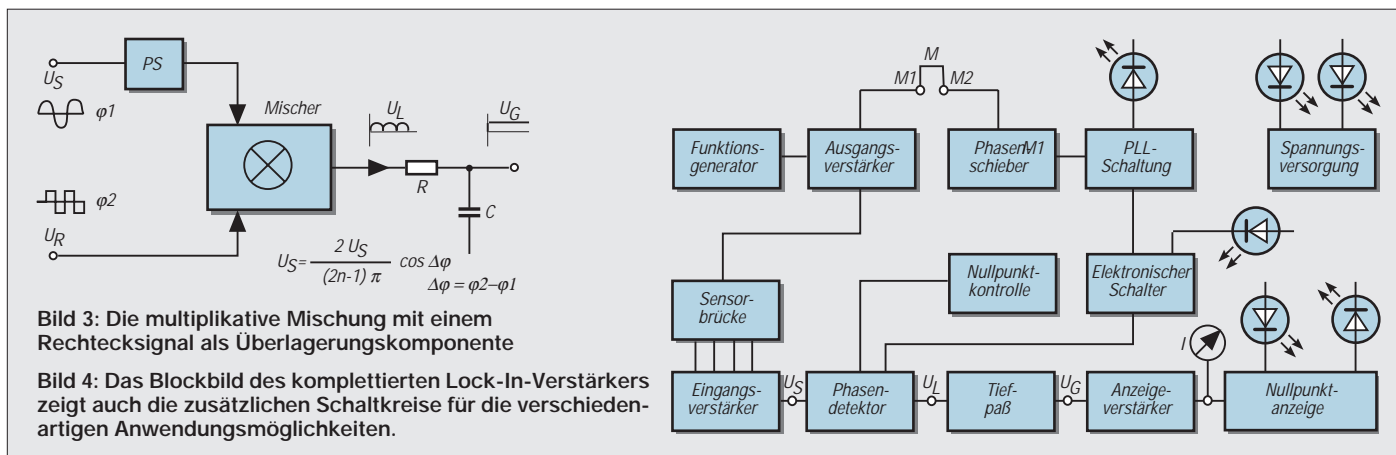 PS
U_S
φ1
Mischer
U_L
U_G
R
C
φ2
U_R
U_S= 2 U_S / (2n-1) π cos Δφ
Δφ = φ2–φ1
Bild 3: Die multiplikative Mischung mit einem
Rechtecksignal als Überlagerungskomponente
Bild 4: Das Blockbild des komplettierten Lock-In-Verstärkers
zeigt auch die zusätzlichen Schaltkreise für die verschieden-
artigen Anwendungsmöglichkeiten.
M
M1
M2
Funktions-
generator
Ausgangs-
verstärker
PhasenM1
schieber
PLL-
Schaltung
Spannungs-
versorgung
Sensor-
brücke
Nullpunkt-
kontrolle
Elektronischer
Schalter
I
Eingangs-
verstärker
U_S
Phasen-
detektor
U_L
Tief-
paß
U_G
Anzeige-
verstärker
Nullpunkt-
anzeige